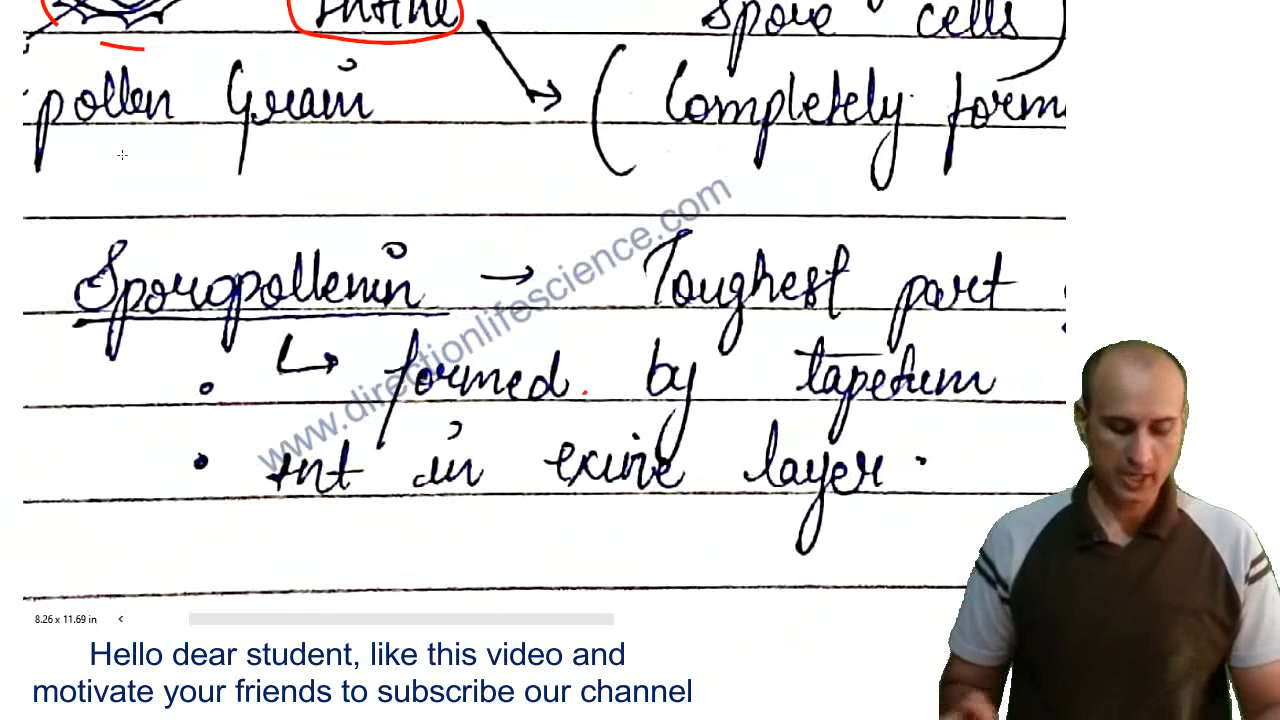 Intine Spore cells
pollen Grain ( Completely form
Sporopollenin → Toughest part
↳ formed by tapetum
• +nt in exine layer.
www.directionlifescience.com
8.26 x 11.69 in
Hello dear student, like this video and
motivate your friends to subscribe our channel